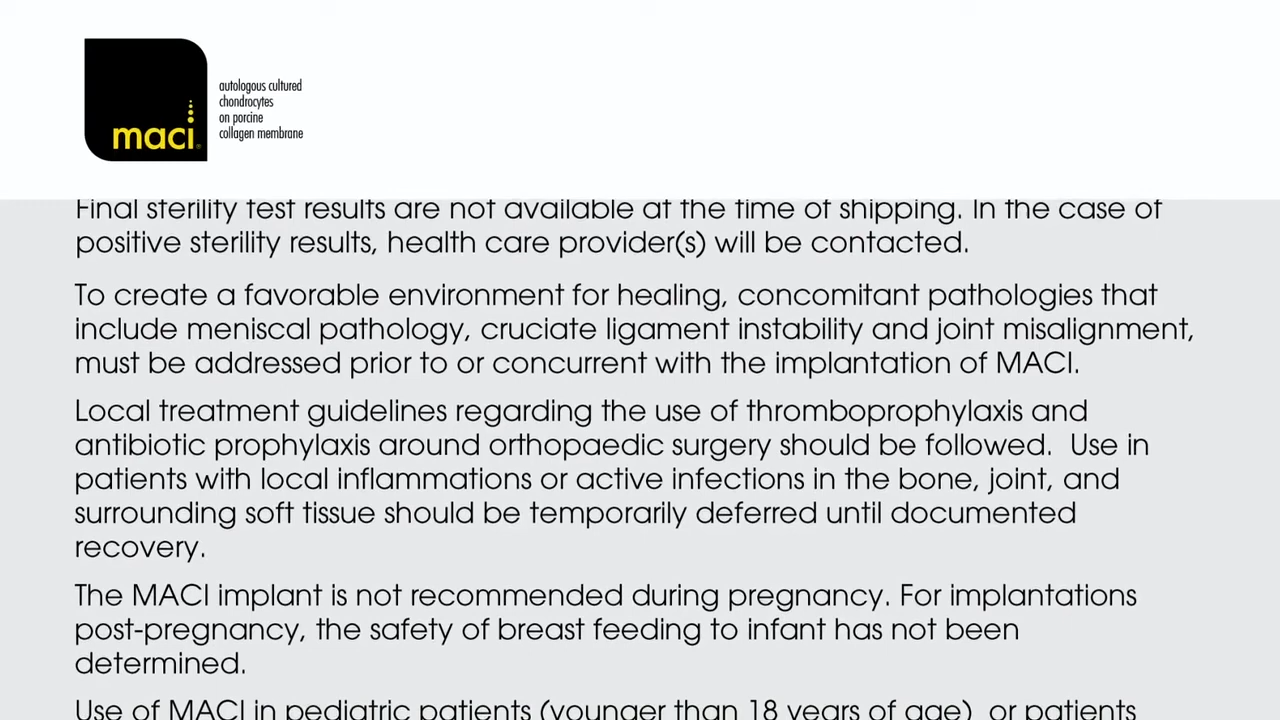 maci®
autologous cultured
chondrocytes
on porcine
collagen membrane
Final sterility test results are not available at the time of shipping. In the case of
positive sterility results, health care provider(s) will be contacted.
To create a favorable environment for healing, concomitant pathologies that
include meniscal pathology, cruciate ligament instability and joint misalignment,
must be addressed prior to or concurrent with the implantation of MACI.
Local treatment guidelines regarding the use of thromboprophylaxis and
antibiotic prophylaxis around orthopaedic surgery should be followed.  Use in
patients with local inflammations or active infections in the bone, joint, and
surrounding soft tissue should be temporarily deferred until documented
recovery.
The MACI implant is not recommended during pregnancy. For implantations
post-pregnancy, the safety of breast feeding to infant has not been
determined.
Use of MACI in pediatric patients (younger than 18 years of age)  or patients